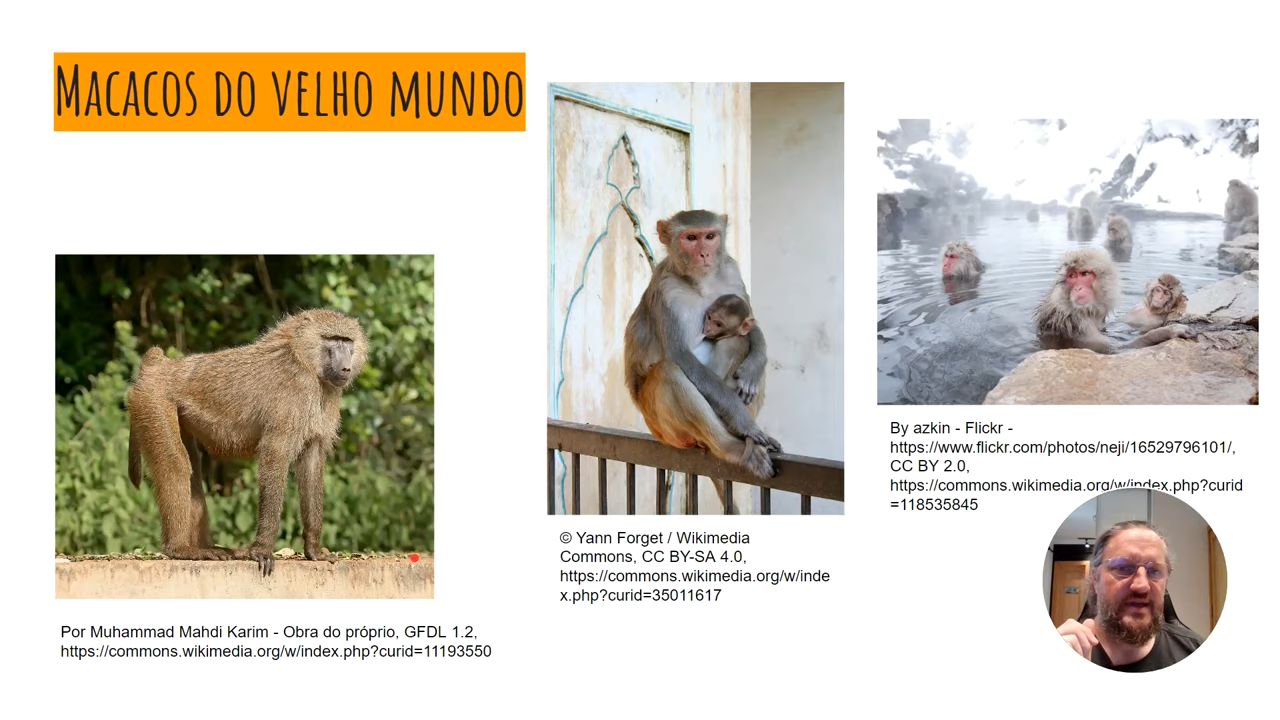 Macacos do velho mundo
By azkin - Flickr -
https://www.flickr.com/photos/neji/16529796101/,
CC BY 2.0,
https://commons.wikimedia.org/w/index.php?curid
=118535845
© Yann Forget / Wikimedia
Commons, CC BY-SA 4.0,
https://commons.wikimedia.org/w/inde
x.php?curid=35011617
Por Muhammad Mahdi Karim - Obra do próprio, GFDL 1.2,
https://commons.wikimedia.org/w/index.php?curid=11193550